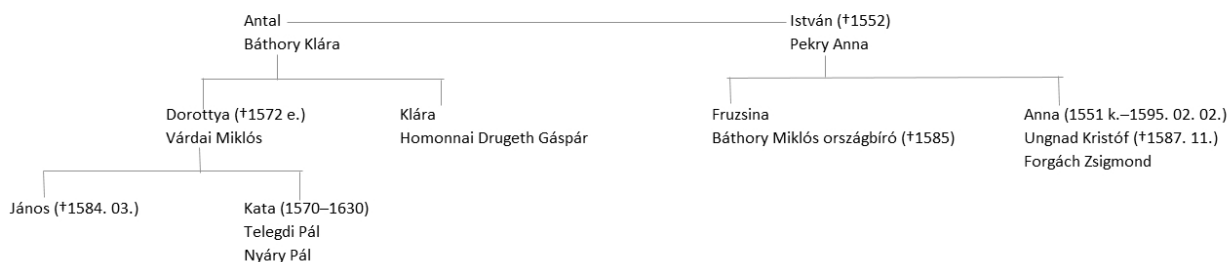 Antal
Báthory Klára
István (†1552)
Pekry Anna
Dorottya (†1572 e.)
Várdai Miklós
Klára
Homonnai Drugeth Gáspár
Fruzsina
Báthory Miklós országbíró (†1585)
Anna (1551 k.–1595. 02. 02.)
Ungnad Kristóf (†1587. 11.)
Forgách Zsigmond
János (†1584. 03.)
Kata (1570–1630)
Telegdi Pál
Nyáry Pál